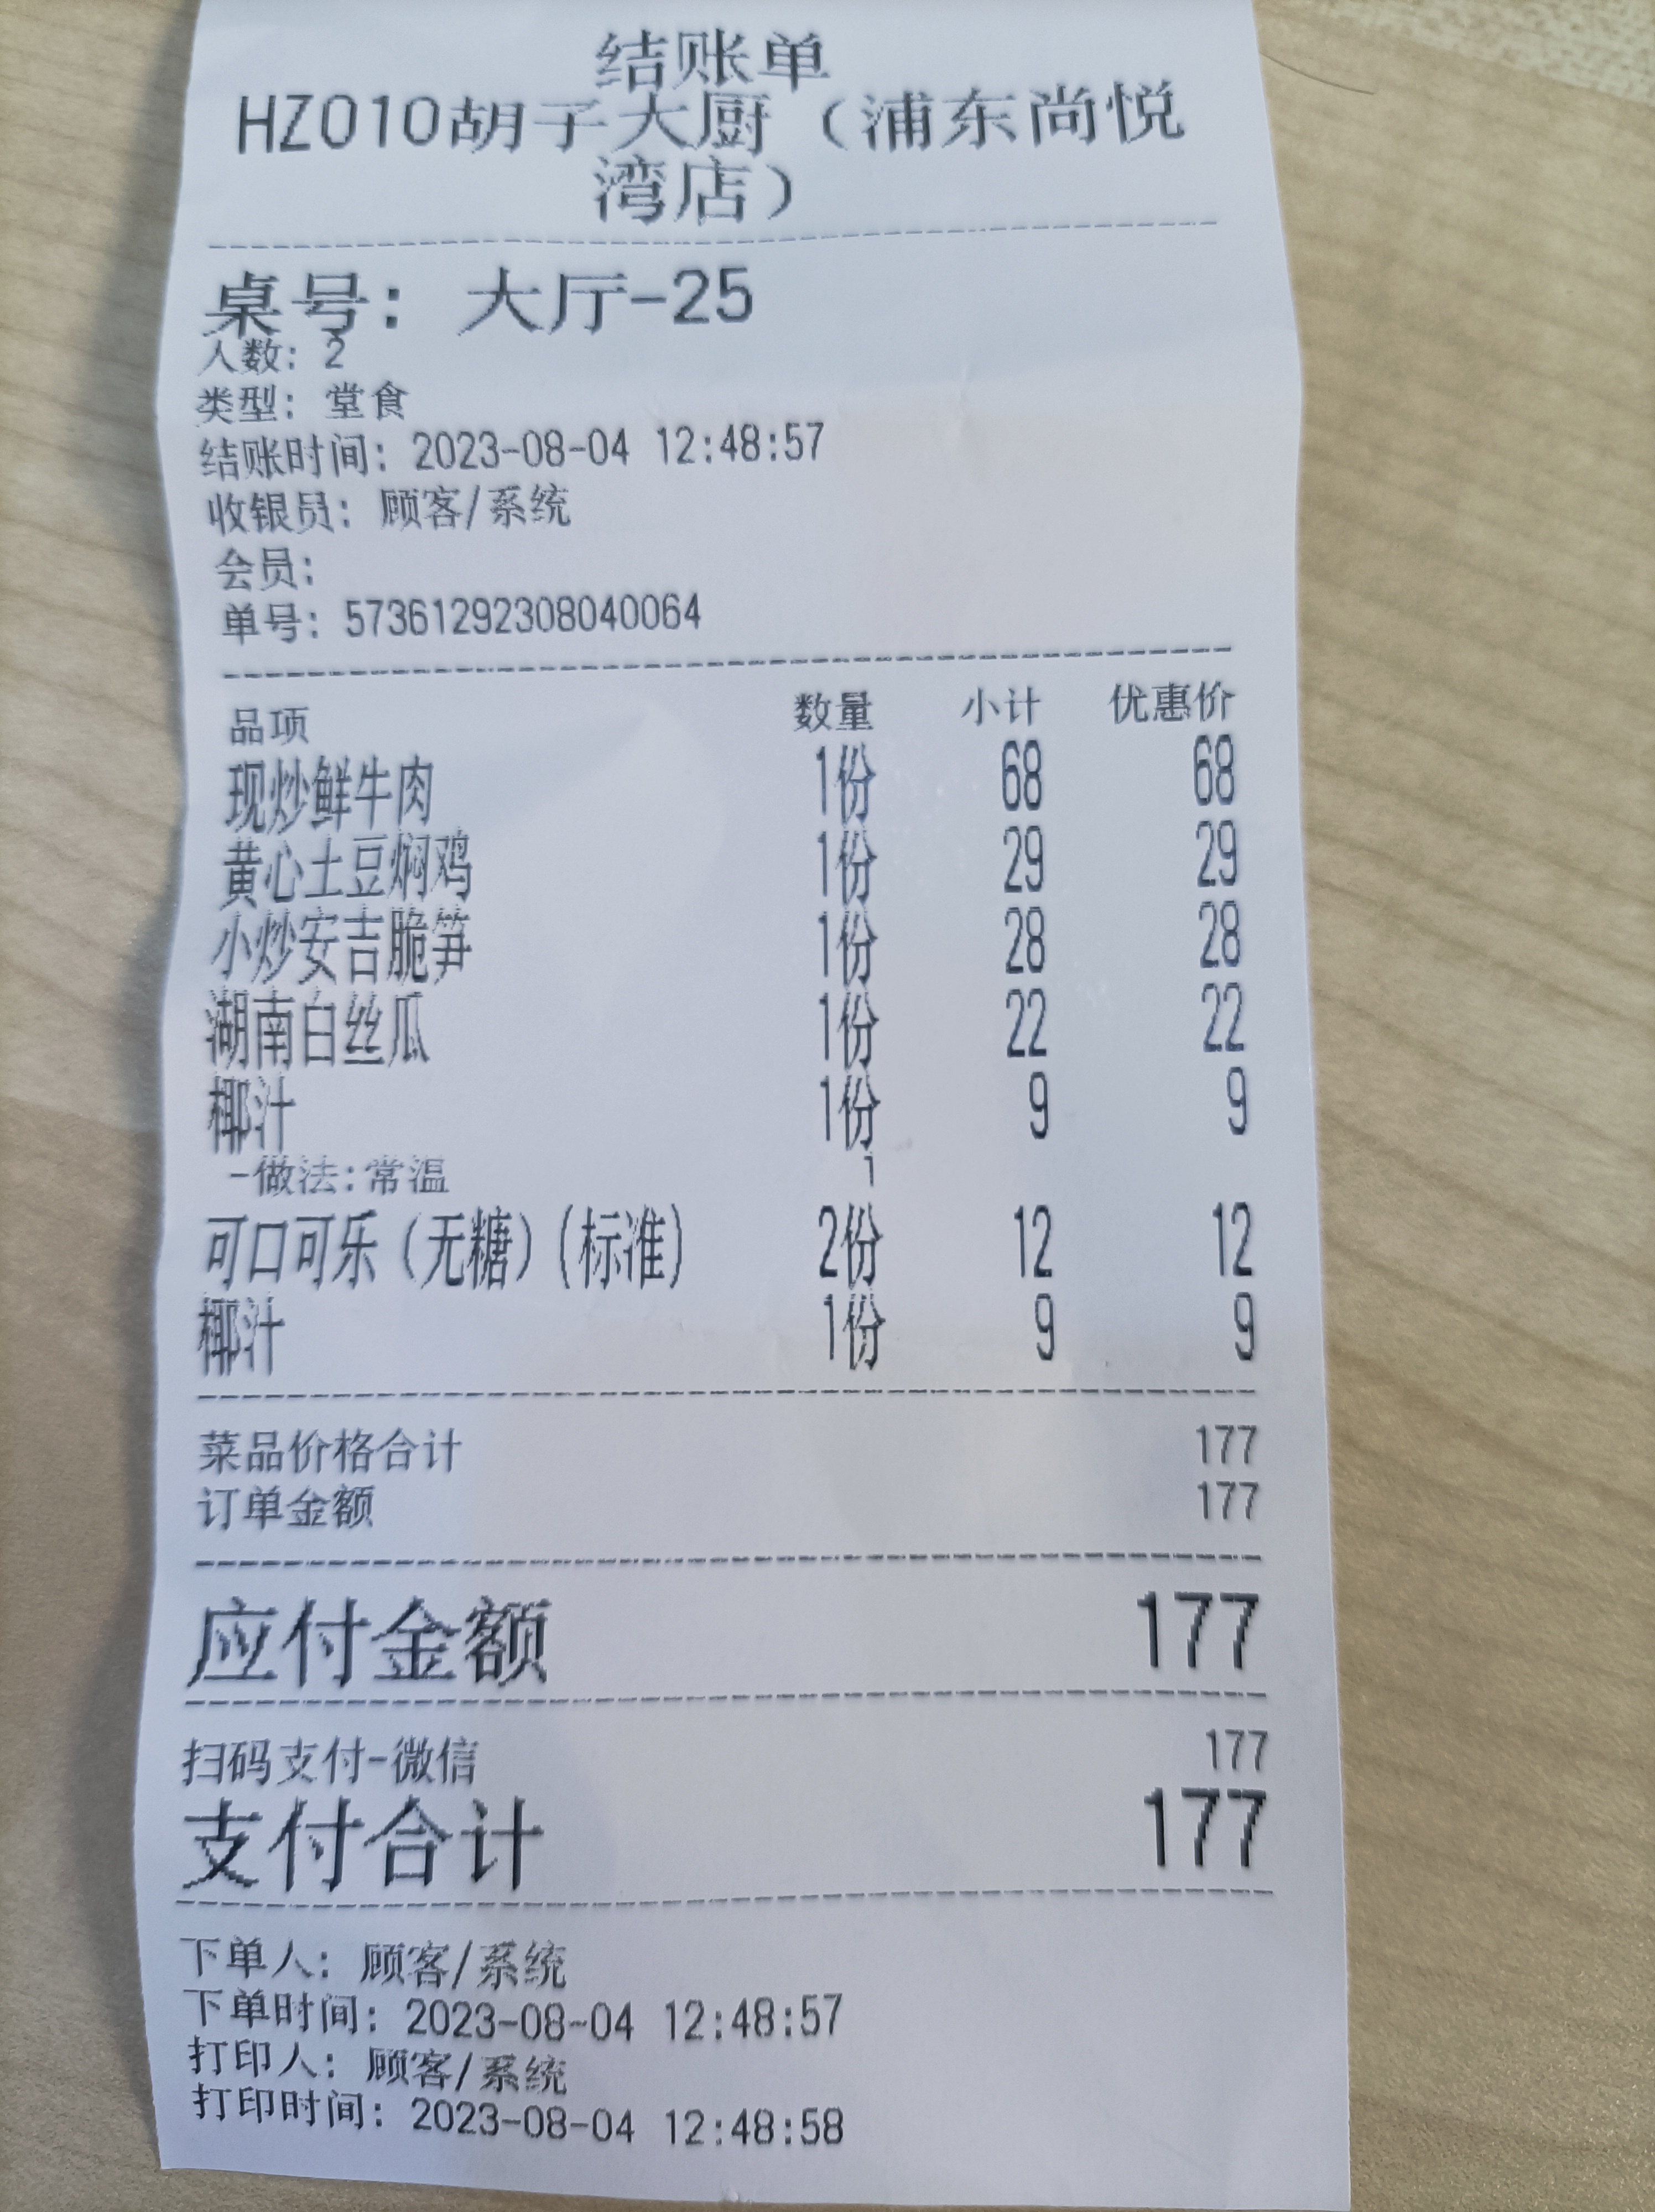 结账单
HZ010胡子大厨（浦东尚悦
湾店）
桌号： 大厅-25
人数： 2
类型： 堂食
结账时间： 2023-08-04 12:48:57
收银员： 顾客/系统
会员：
单号： 573612922308040064
品项 数量 小计 优惠价
现炒鲜牛肉 1份 68 68
黄心土豆焖鸡 1份 29 29
小炒安吉脆笋 1份 28 28
湖南白丝瓜 1份 22 22
椰汁 1份 9 9
-做法:常温 1
可口可乐（无糖）(标准) 2份 12 12
椰汁 1份 9 9
菜品价格合计 177
订单金额 177
应付金额 177
扫码支付-微信 177
支付合计 177
下单人： 顾客/系统
下单时间： 2023-08-04 12:48:57
打印人： 顾客/系统
打印时间： 2023-08-04 12:48:58